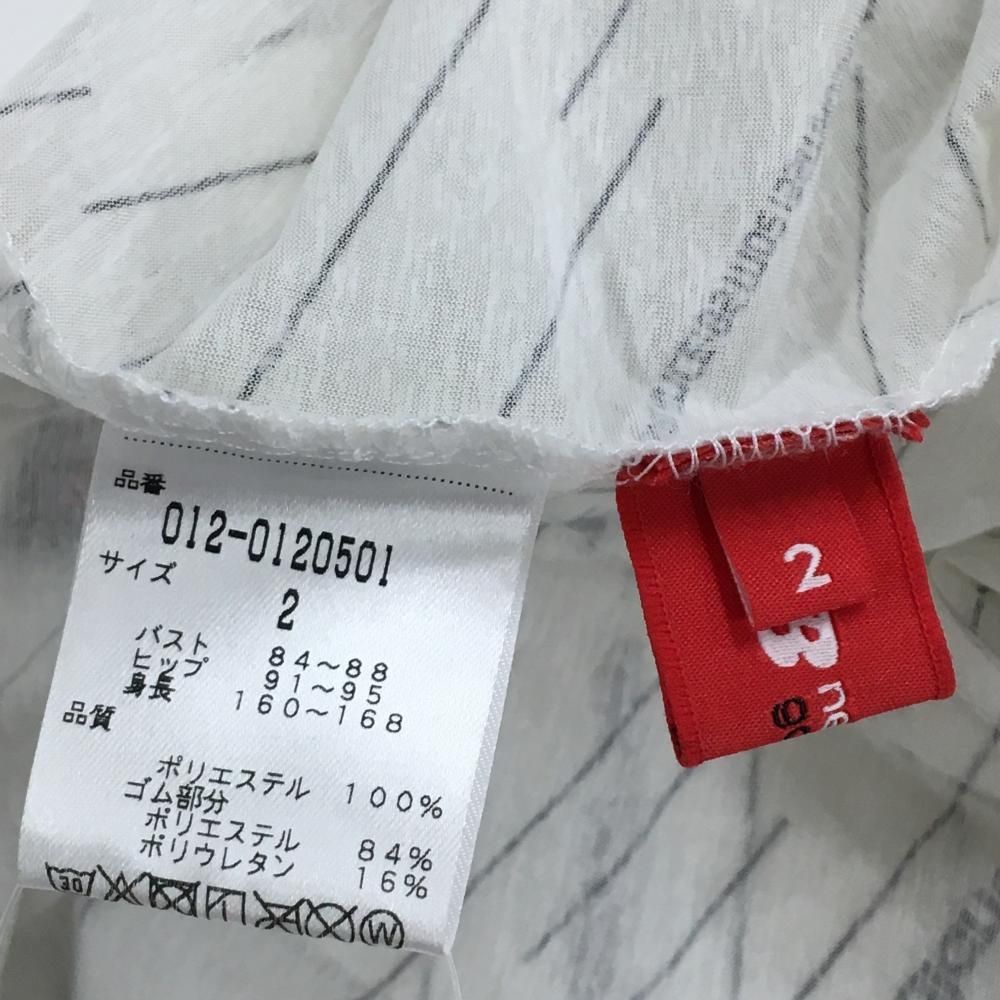 品番
012-0120501
サイズ
2
バスト 84～88
ヒップ 91～95
身長 160～168
品質
ポリエステル 100%
ゴム部分
ポリエステル 84%
ポリウレタン 16%
2